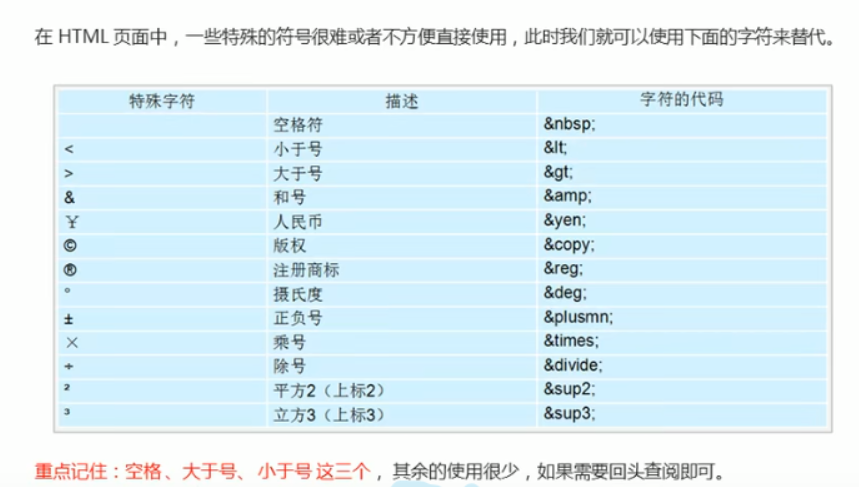 在 HTML 页面中，一些特殊的符号很难或者不方便直接使用，此时我们就可以使用下面的字符来替代。
特殊字符 描述 字符的代码
空格符 &nbsp;
< 小于号 &lt;
> 大于号 &gt;
& 和号 &amp;
￥ 人民币 &yen;
© 版权 &copy;
® 注册商标 &reg;
° 摄氏度 &deg;
± 正负号 &plusmn;
× 乘号 &times;
÷ 除号 &divide;
² 平方2（上标2） &sup2;
³ 立方3（上标3） &sup3;
重点记住：空格、大于号、小于号 这三个，其余的使用很少，如果需要回头查阅即可。